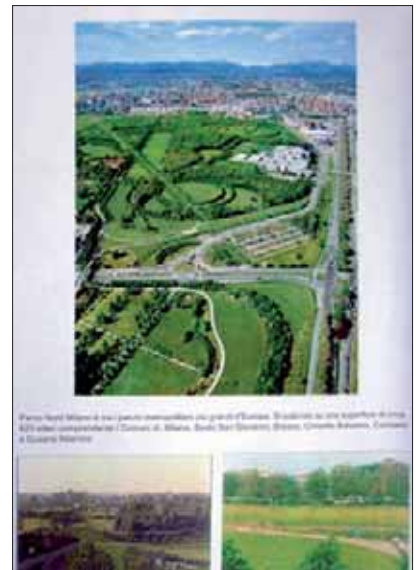 Parco Nord Milano è tra i parchi metropolitani più grandi d'Europa. Si estende su una superficie di circa
620 ettari comprendente i Comuni di: Milano, Sesto San Giovanni, Bresso, Cinisello Balsamo, Cormano
e Cusano Milanino